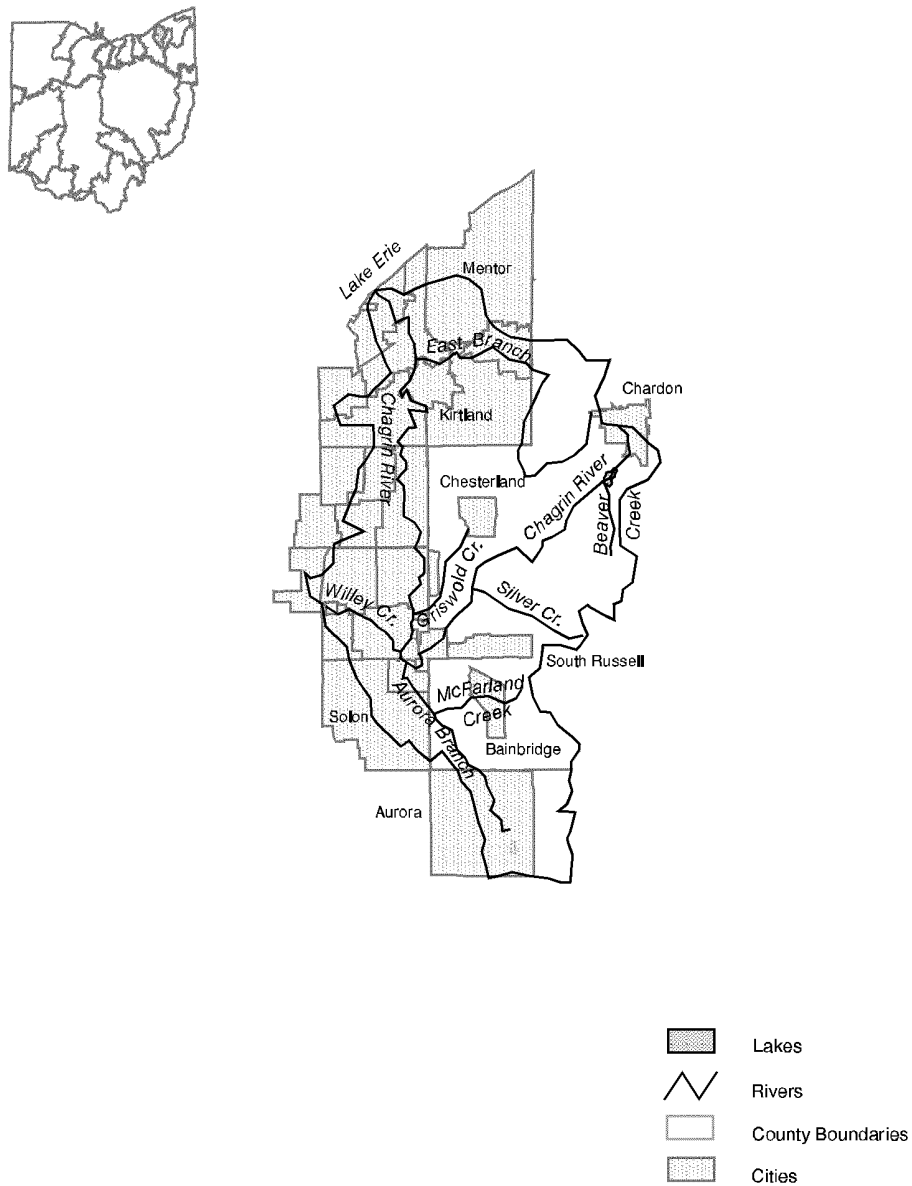 Lake Erie
Mentor
East Branch
Chardon
Kirtland
Chagrin River
Chesterland
Chagrin River
Beaver
Creek
Griswold Cr.
Willey Cr.
Silver Cr.
South Russell
McFarland
Creek
Aurora Branch
Solon
Bainbridge
Aurora
Lakes
Rivers
County Boundaries
Cities